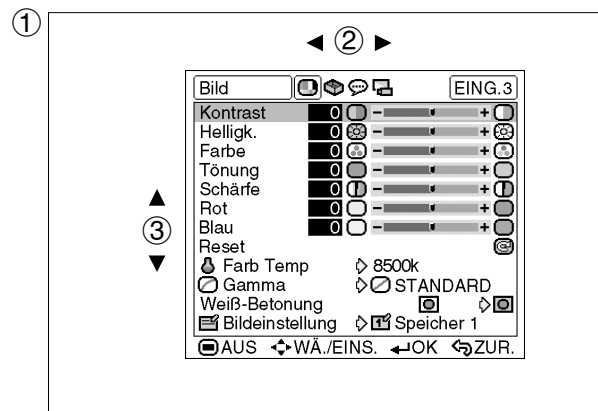 ①
◄ ② ►
Bild EING.3
Kontrast 0 - +
Helligk. 0 - +
Farbe 0 - +
Tönung 0 - +
Schärfe 0 - +
Rot 0 - +
Blau 0 - +
Reset
Farb Temp 8500k
Gamma STANDARD
Weiß-Betonung
Bildeinstellung 1 Speicher 1
AUS WÄ./EINS. OK ZUR.
▲
③
▼